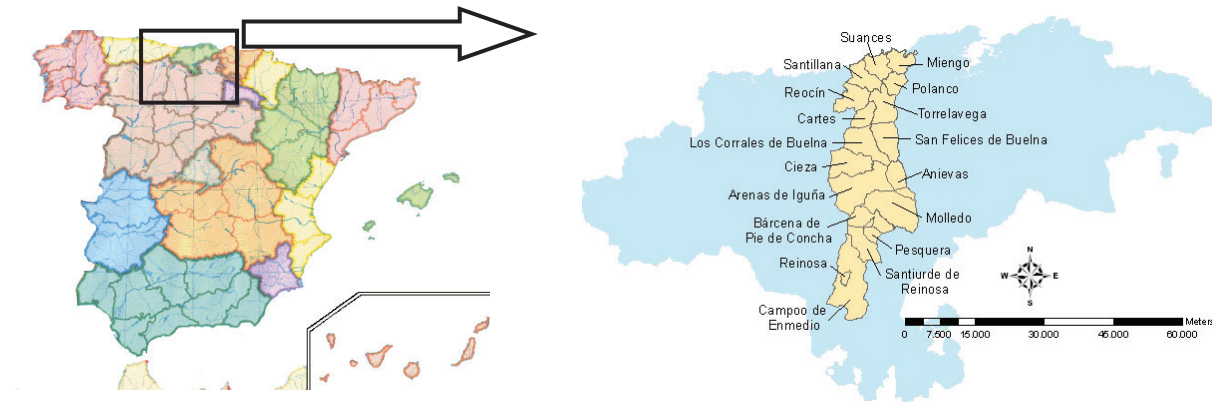 Suances
Miengo
Santillana
Polanco
Reocín
Torrelavega
Cartes
Los Corrales de Buelna
San Felices de Buelna
Cieza
Anievas
Arenas de Iguña
Molledo
Bárcena de
Pie de Concha
Pesquera
Reinosa
Santiurde de
Reinosa
Campoo de
Enmedio
N
W
E
S
Meters
0 7.500 15.000 30.000 45.000 60.000